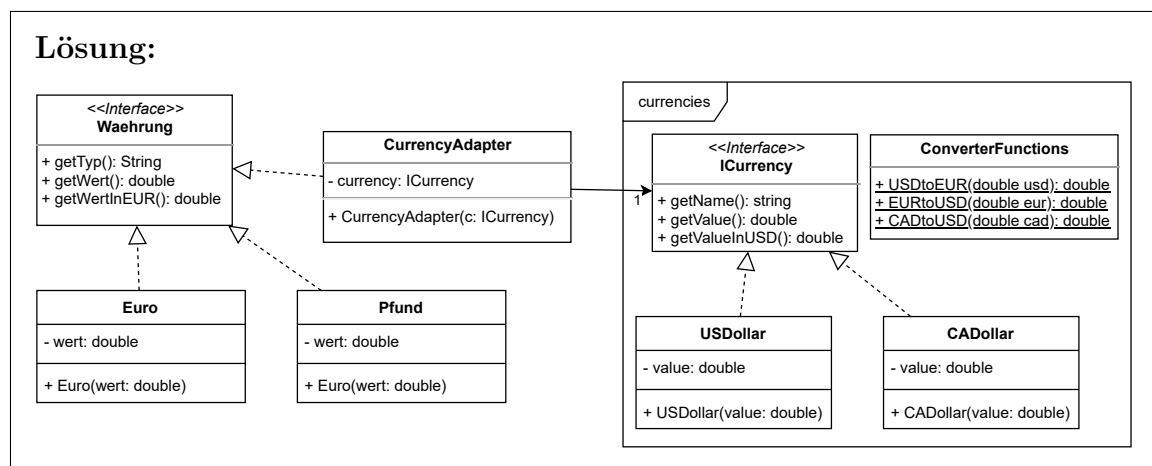 Lösung:
<<Interface>>
Waehrung
+ getTyp(): String
+ getWert(): double
+ getWertInEUR(): double
CurrencyAdapter
- currency: ICurrency
+ CurrencyAdapter(c: ICurrency)
1
currencies
<<Interface>>
ICurrency
+ getName(): string
+ getValue(): double
+ getValueInUSD(): double
ConverterFunctions
+ USDtoEUR(double usd): double
+ EURtoUSD(double eur): double
+ CADtoUSD(double cad): double
Euro
- wert: double
+ Euro(wert: double)
Pfund
- wert: double
+ Euro(wert: double)
USDollar
- value: double
+ USDollar(value: double)
CADollar
- value: double
+ CADollar(value: double)